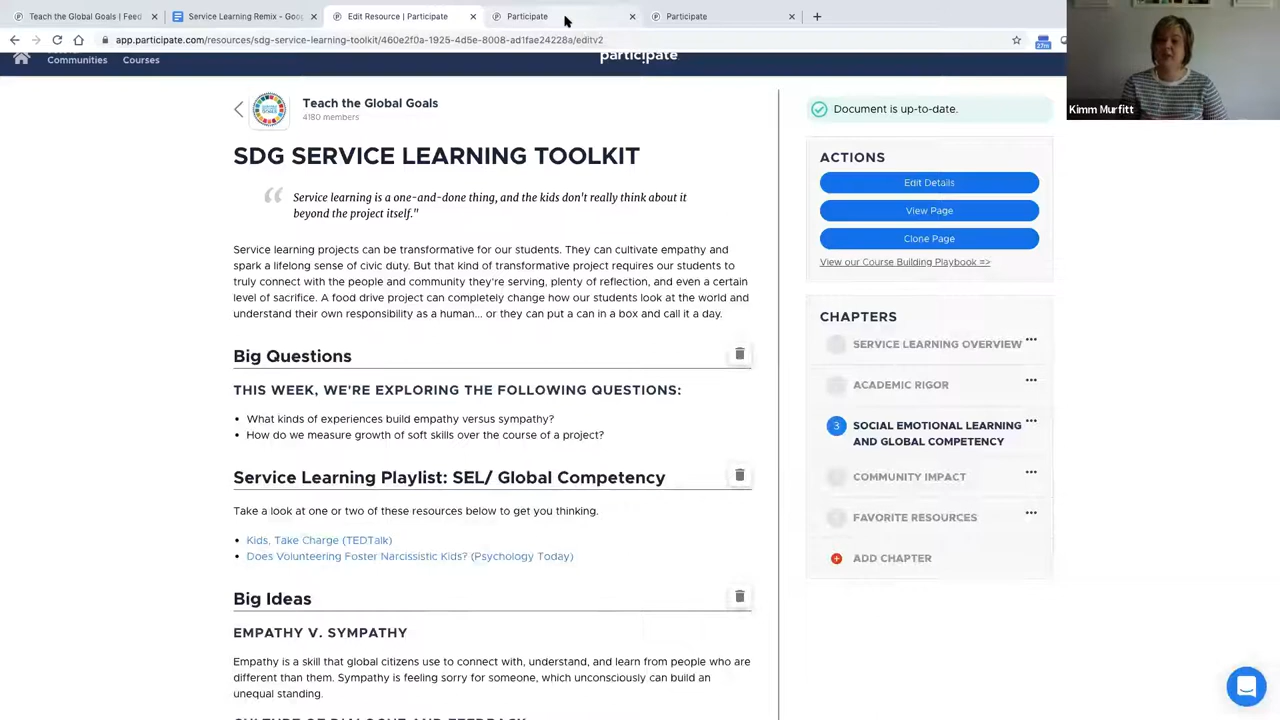 Teach the Global Goals | Feed
Service Learning Remix - Goo
Edit Resource | Participate
Participate
Participate
app.participate.com/resources/sdg-service-learning-toolkit/460e2f0a-1925-4d5e-8008-ad1fae24228a/editv2
27m
Kimm Murfitt
Communities
Courses
participate
Teach the Global Goals
4180 members
SDG SERVICE LEARNING TOOLKIT
Service learning is a one-and-done thing, and the kids don't really think about it
beyond the project itself."
Service learning projects can be transformative for our students. They can cultivate empathy and
spark a lifelong sense of civic duty. But that kind of transformative project requires our students to
truly connect with the people and community they're serving, plenty of reflection, and even a certain
level of sacrifice. A food drive project can completely change how our students look at the world and
understand their own responsibility as a human... or they can put a can in a box and call it a day.
Big Questions
THIS WEEK, WE'RE EXPLORING THE FOLLOWING QUESTIONS:
• What kinds of experiences build empathy versus sympathy?
• How do we measure growth of soft skills over the course of a project?
Service Learning Playlist: SEL/ Global Competency
Take a look at one or two of these resources below to get you thinking.
• Kids, Take Charge (TEDTalk)
• Does Volunteering Foster Narcissistic Kids? (Psychology Today)
Big Ideas
EMPATHY V. SYMPATHY
Empathy is a skill that global citizens use to connect with, understand, and learn from people who are
different than them. Sympathy is feeling sorry for someone, which unconsciously can build an
unequal standing.
CULTURE OF DIALOGUE AND FEEDBACK
Document is up-to-date.
ACTIONS
Edit Details
View Page
Clone Page
View our Course Building Playbook =>
CHAPTERS
SERVICE LEARNING OVERVIEW
ACADEMIC RIGOR
3 SOCIAL EMOTIONAL LEARNING
AND GLOBAL COMPETENCY
COMMUNITY IMPACT
FAVORITE RESOURCES
ADD CHAPTER